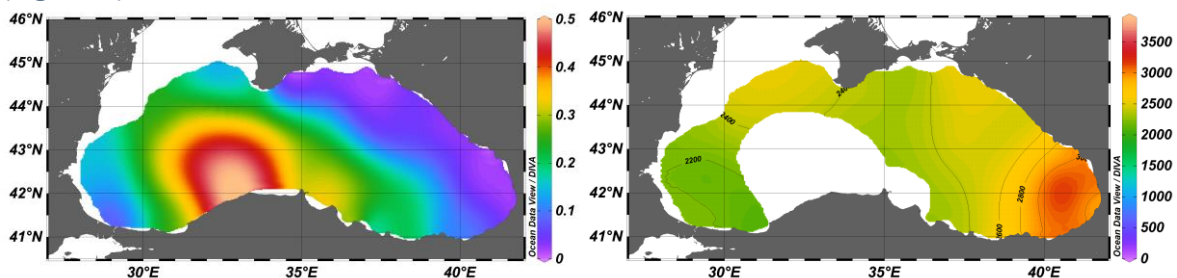 46°N
45°N
44°N
43°N
42°N
41°N
30°E
35°E
40°E
0.5
0.4
0.3
0.2
0.1
0
Ocean Data View / DIVA
46°N
45°N
44°N
43°N
42°N
41°N
30°E
35°E
40°E
2400
2200
2800
3500
3000
2500
2000
1500
1000
500
0
Ocean Data View / DIVA